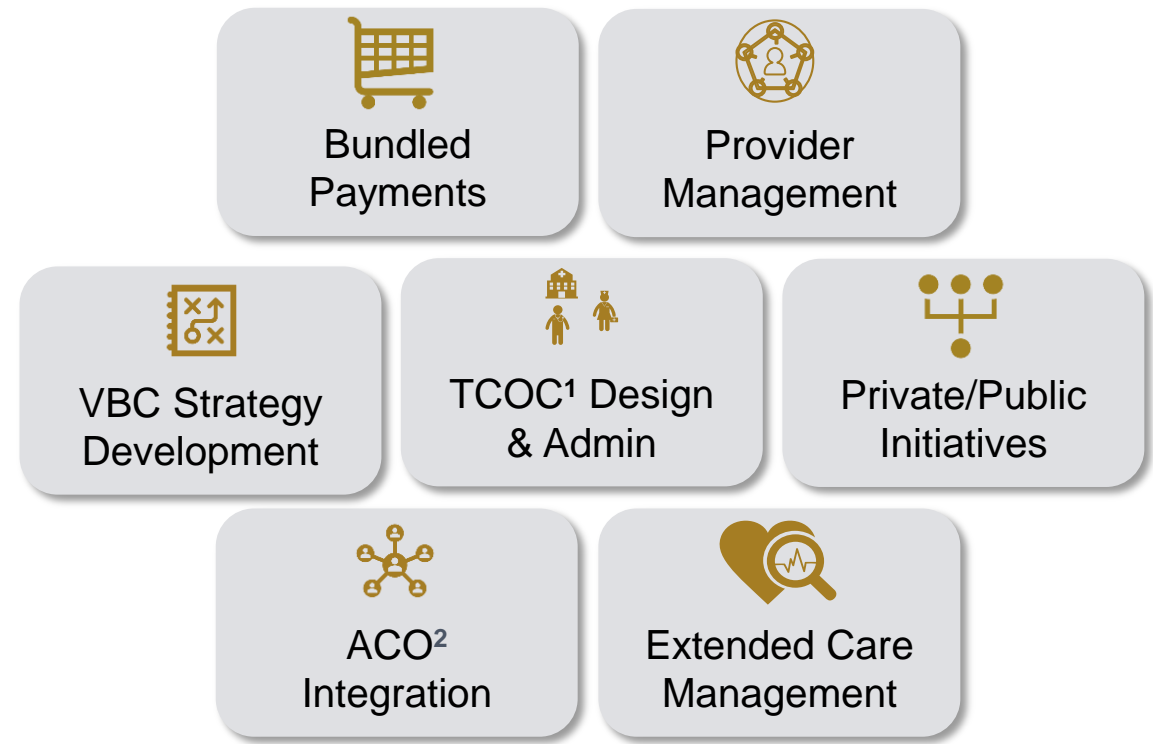 Bundled
Payments
Provider
Management
VBC Strategy
Development
TCOC¹ Design
& Admin
Private/Public
Initiatives
ACO²
Integration
Extended Care
Management